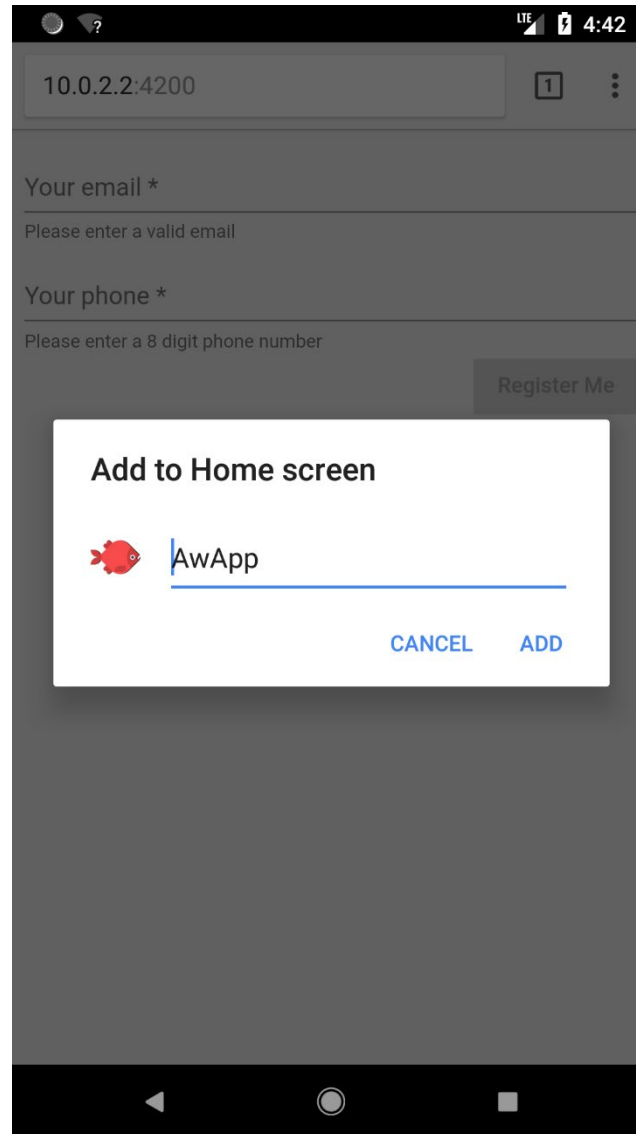 ? LTE 4:42
10.0.2.2:4200 1
Your email *
Please enter a valid email
Your phone *
Please enter a 8 digit phone number
Register Me
Add to Home screen
AwApp
CANCEL ADD